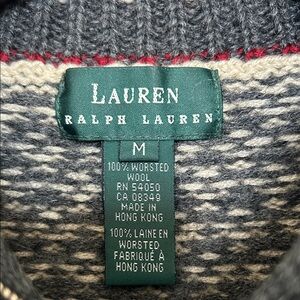 LAUREN
RALPH LAUREN
M
100% WORSTED
WOOL
RN 54050
CA 08349
MADE IN
HONG KONG
100% LAINE EN
WORSTED
FABRIQUÉ À
HONG KONG